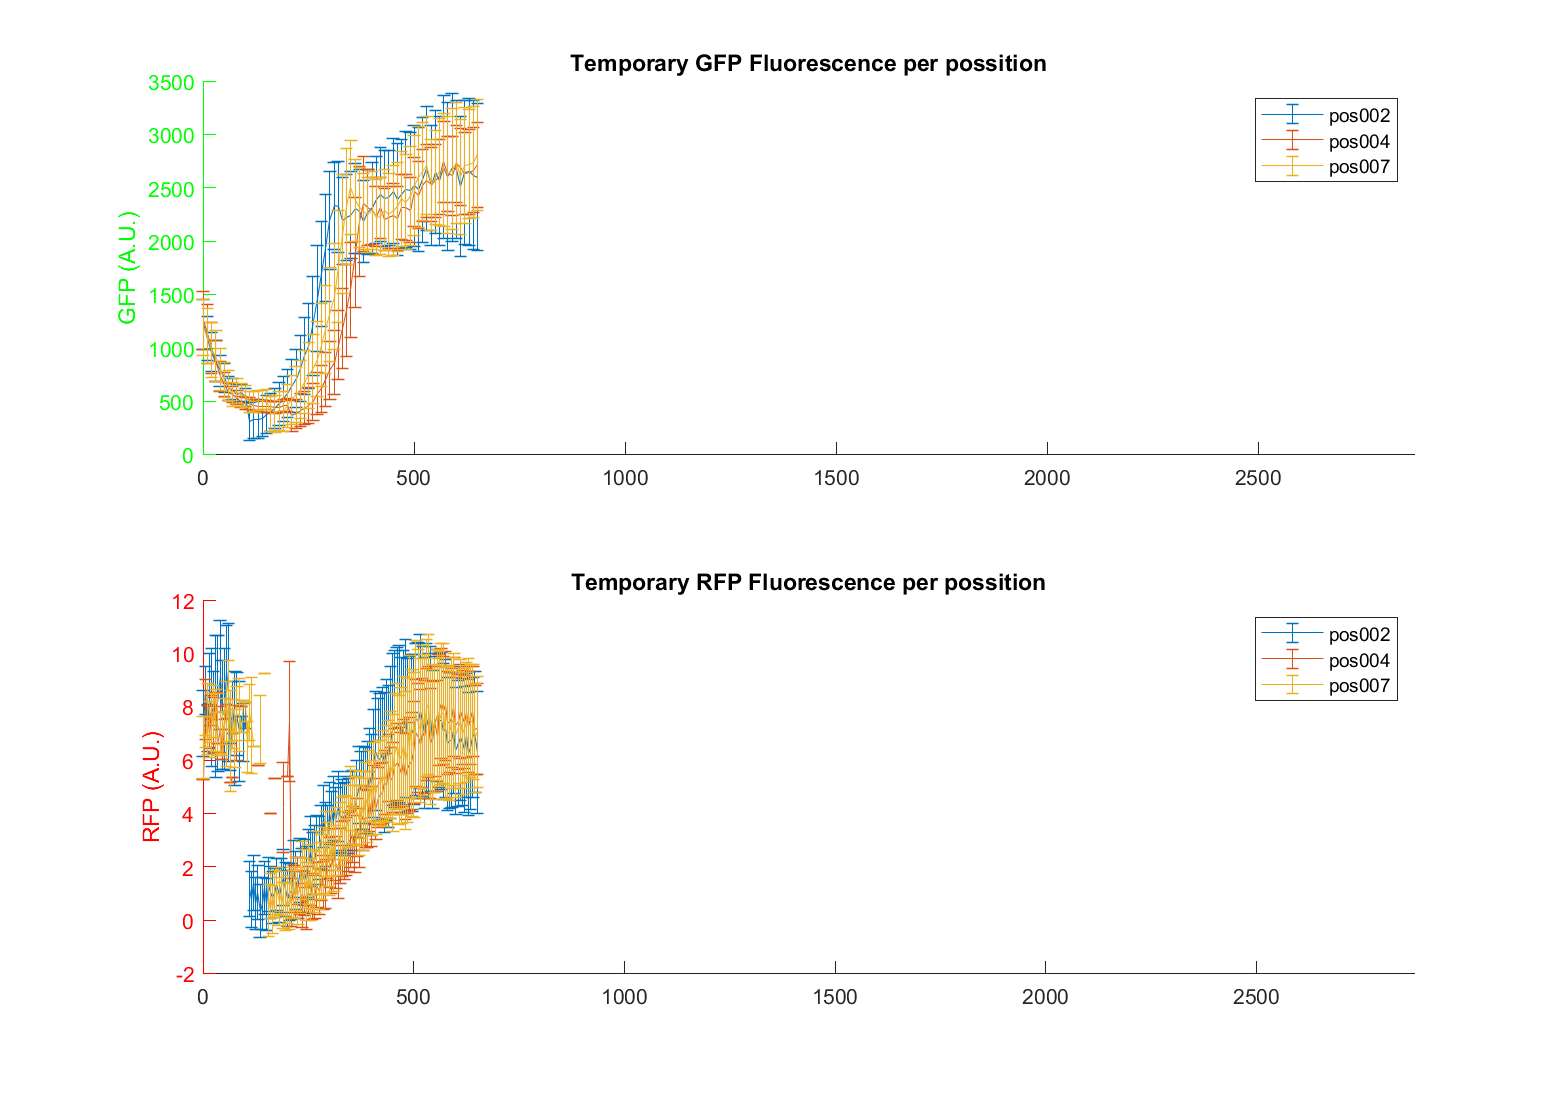 Temporary GFP Fluorescence per possition
3500
3000
2500
2000
1500
1000
500
0
GFP (A.U.)
0 500 1000 1500 2000 2500
pos002
pos004
pos007
Temporary RFP Fluorescence per possition
12
10
8
6
4
2
0
-2
RFP (A.U.)
0 500 1000 1500 2000 2500
pos002
pos004
pos007